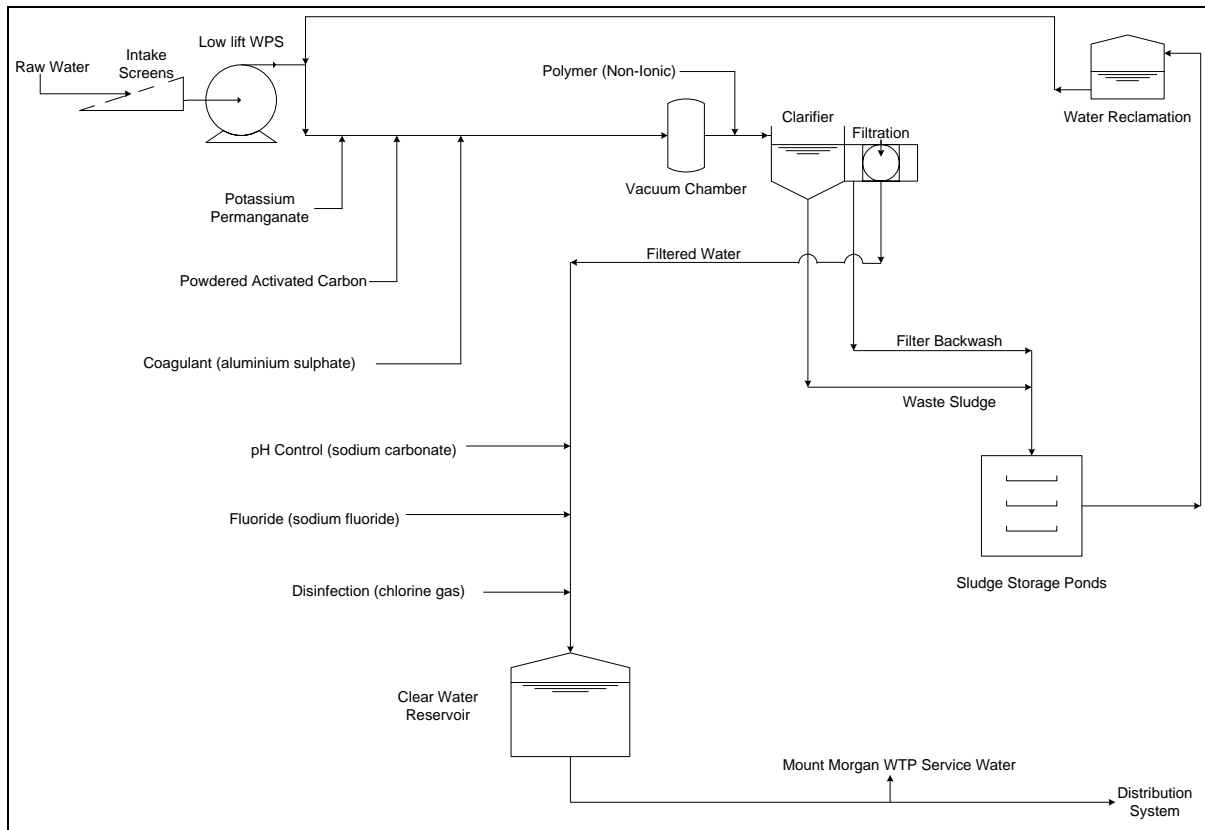 Low lift WPS
Intake
Screens
Raw Water
Polymer (Non-Ionic)
Clarifier
Filtration
Water Reclamation
Vacuum Chamber
Potassium
Permanganate
Filtered Water
Powdered Activated Carbon
Filter Backwash
Coagulant (aluminium sulphate)
Waste Sludge
pH Control (sodium carbonate)
Fluoride (sodium fluoride)
Sludge Storage Ponds
Disinfection (chlorine gas)
Clear Water
Reservoir
Mount Morgan WTP Service Water
Distribution
System